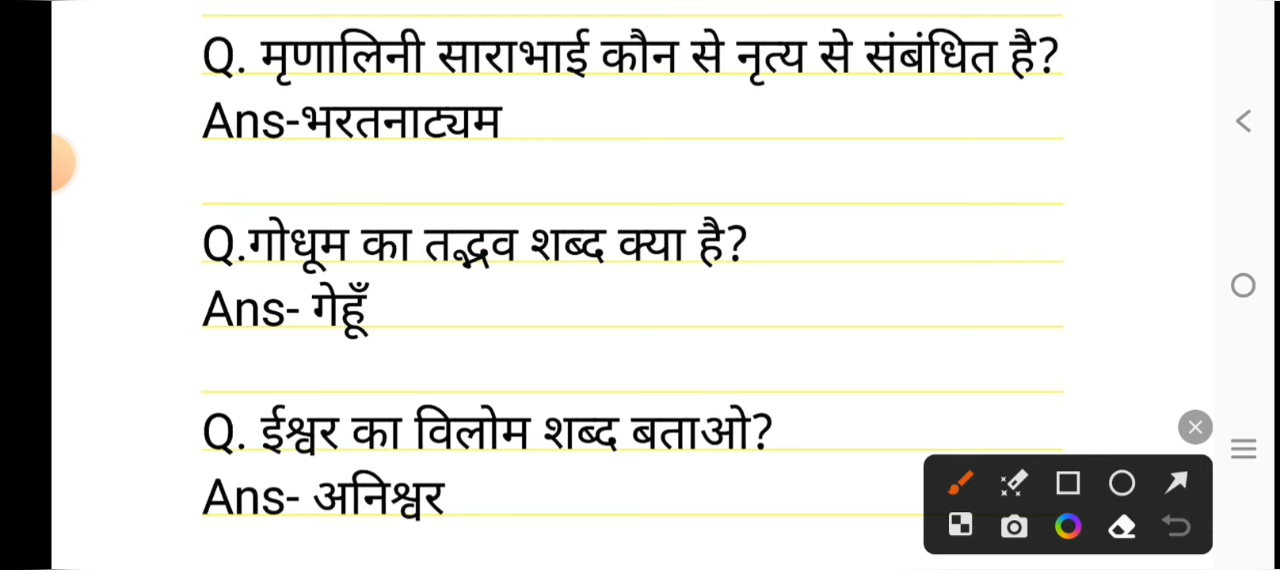 Q. मृणालिनी साराभाई कौन से नृत्य से संबंधित है?
Ans-भरतनाट्यम
Q.गोधूम का तद्भव शब्द क्या है?
Ans- गेहूँ
Q. ईश्वर का विलोम शब्द बताओ?
Ans- अनिश्वर